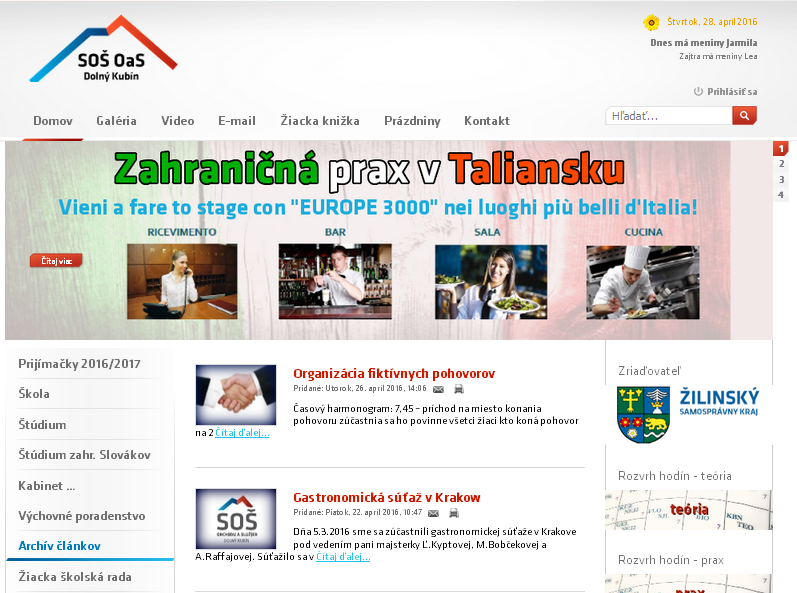 SOŠ OaS
Dolný Kubín
Štvrtok, 28. apríl 2016
Dnes má meniny Jarmila
Zajtra má meniny Lea
Prihlásiť sa
Domov
Galéria
Video
E-mail
Žiacka knižka
Prázdniny
Kontakt
Hľadať...
Zahraničná prax v Taliansku
Vieni a fare to stage con "EUROPE 3000" nei luoghi più belli d'Italia!
RICEVIMENTO
BAR
SALA
CUCINA
Čítaj viac
1
2
3
4
Prijímačky 2016/2017
Škola
Štúdium
Štúdium zahr. Slovákov
Kabinet ...
Výchovné poradenstvo
Archív článkov
Žiacka školská rada
Organizácia fiktívnych pohovorov
Pridané: Utorok, 26. apríl 2016, 14:06
Časový harmonogram: 7,45 – príchod na miesto konania
pohovoru zúčastnia sa ho povinne všetci žiaci kto koná pohovor
na 2 Čítaj ďalej...
SOŠ
OBCHODU A SLUŽIEB
DOLNÝ KUBÍN
Gastronomická súťaž v Krakow
Pridané: Piatok, 22. apríl 2016, 10:47
Dňa 5.3.2016 sme sa zúčastnili gastronomickej súťaže v Krakove
pod vedením pani majsterky Ľ.Kyptovej, M.Bobčekovej a
A.Raffajovej. Súťažilo sa v Čítaj ďalej...
Zriaďovateľ
ŽILINSKÝ
SAMOSPRÁVNY KRAJ
Rozvrh hodín - teória
teória
Rozvrh hodín - prax
prax